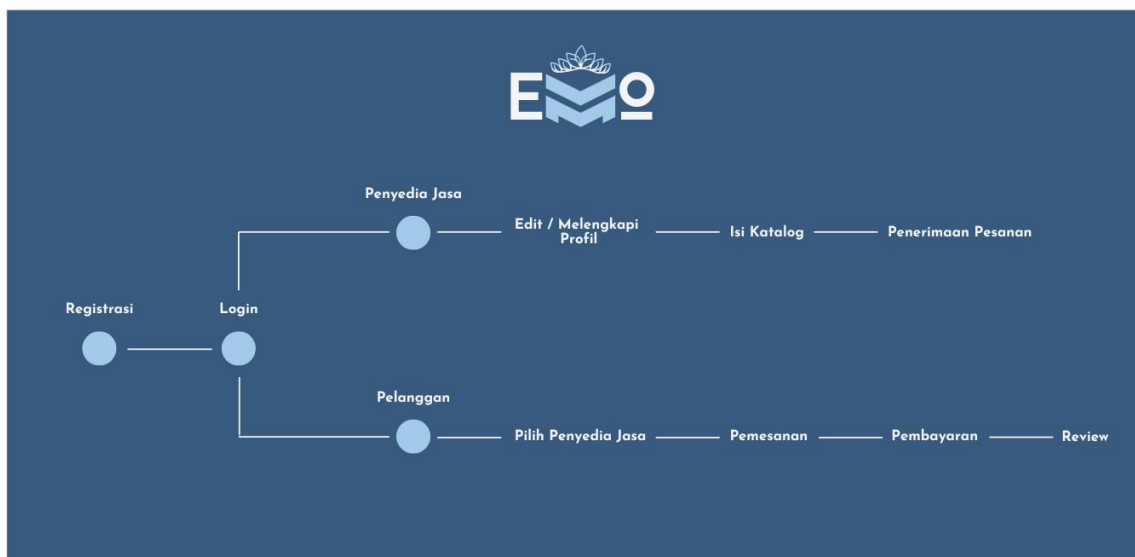 EMO
Penyedia Jasa
Edit / Melengkapi
Profil
Isi Katalog
Penerimaan Pesanan
Registrasi
Login
Pelanggan
Pilih Penyedia Jasa
Pemesanan
Pembayaran
Review